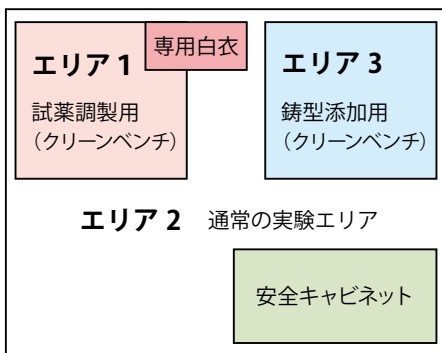 専用白衣
エリア 1
試薬調製用
(クリーンベンチ)
エリア 3
鋳型添加用
(クリーンベンチ)
エリア 2 通常の実験エリア
安全キャビネット